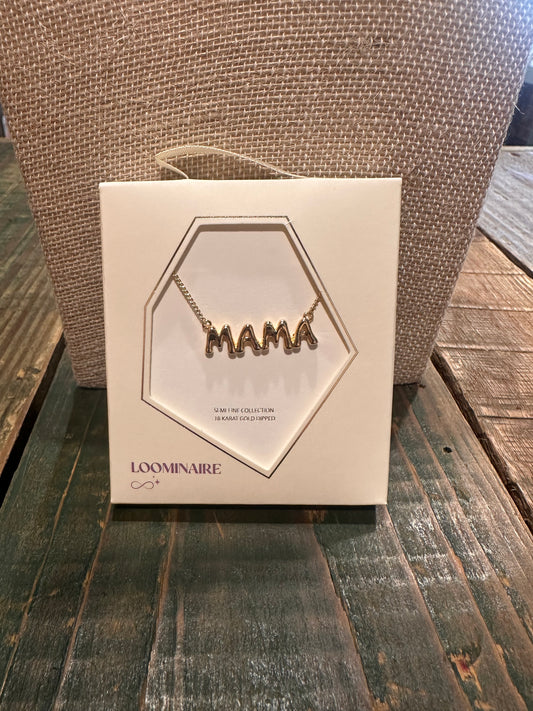 MAMA
SEMI FINE COLLECTION
18 KARAT GOLD DIPPED
LOOMINAIRE